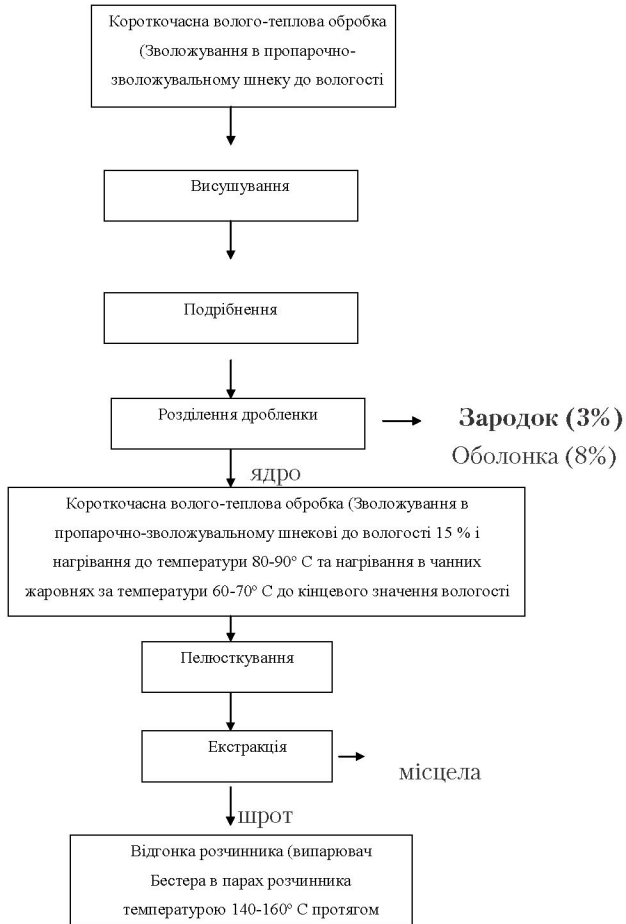 Короткочасна волого-теплова обробка
(Зволожування в пропарочно-
зволожувальному шнеку до вологості
Висушування
Подрібнення
Розділення дробленки
Зародок (3%)
Оболонка (8%)
ядро
Короткочасна волого-теплова обробка (Зволожування в
пропарочно-зволожувальному шнекові до вологості 15 % і
нагрівання до температури 80-90° С та нагрівання в чанних
жаровнях за температури 60-70° С до кінцевого значення вологості
Пелюсткування
Екстракція
місцела
шрот
Відгонка розчинника (випарювач
Бестера в парах розчинника
температурою 140-160° С протягом